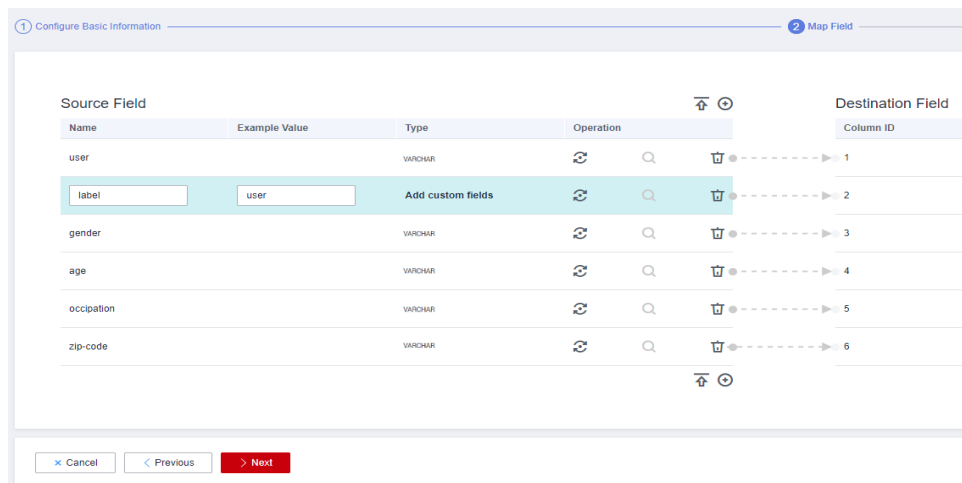 1 Configure Basic Information 2 Map Field
Source Field Destination Field
Name Example Value Type Operation Column ID
user VARCHAR 1
label user Add custom fields 2
gender VARCHAR 3
age VARCHAR 4
occipation VARCHAR 5
zip-code VARCHAR 6
× Cancel < Previous > Next